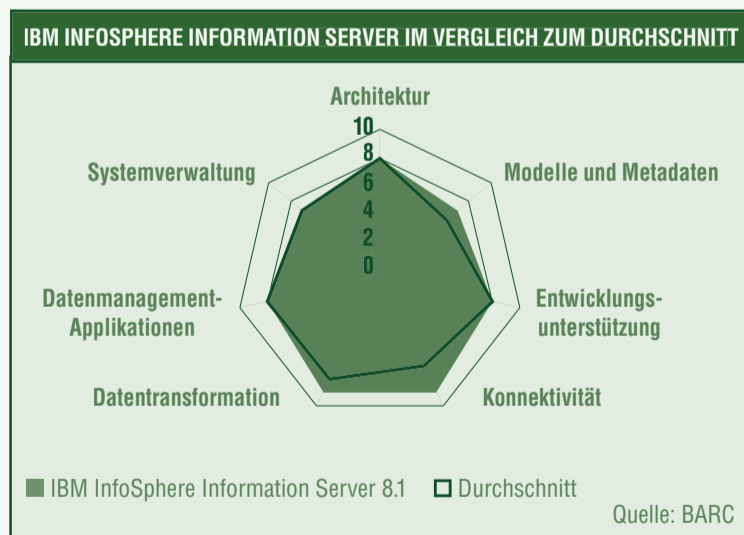 IBM INFOSPHERE INFORMATION SERVER IM VERGLEICH ZUM DURCHSCHNITT
Architektur
10
8
6
4
2
0
Systemverwaltung
Modelle und Metadaten
Datenmanagement-
Applikationen
Entwicklungs-
unterstützung
Datentransformation
Konnektivität
IBM InfoSphere Information Server 8.1
Durchschnitt
Quelle: BARC